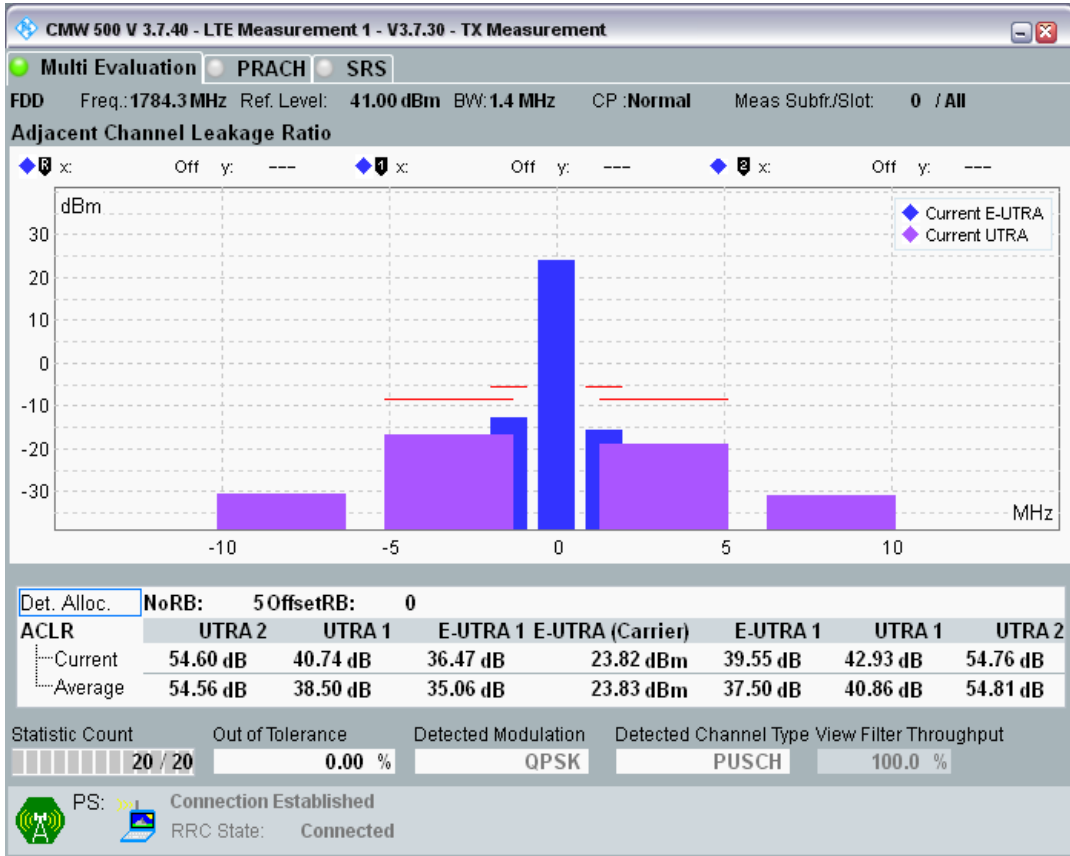 CMW 500 V 3.7.40 - LTE Measurement 1 - V3.7.30 - TX Measurement
Multi Evaluation PRACH SRS
FDD Freq.:1784.3 MHz Ref. Level: 41.00 dBm BW:1.4 MHz CP :Normal Meas Subfr./Slot: 0 / All
Adjacent Channel Leakage Ratio
R x: Off y: --- 1 x: Off y: --- 2 x: Off y: ---
dBm
Current E-UTRA
Current UTRA
30
20
10
0
-10
-20
-30
MHz
-10 -5 0 5 10
Det. Alloc. NoRB: 5 OffsetRB: 0
ACLR UTRA 2 UTRA 1 E-UTRA 1 E-UTRA (Carrier) E-UTRA 1 UTRA 1 UTRA 2
Current 54.60 dB 40.74 dB 36.47 dB 23.82 dBm 39.55 dB 42.93 dB 54.76 dB
Average 54.56 dB 38.50 dB 35.06 dB 23.83 dBm 37.50 dB 40.86 dB 54.81 dB
Statistic Count Out of Tolerance Detected Modulation Detected Channel Type View Filter Throughput
20 / 20 0.00 % QPSK PUSCH 100.0 %
PS: Connection Established
RRC State: Connected